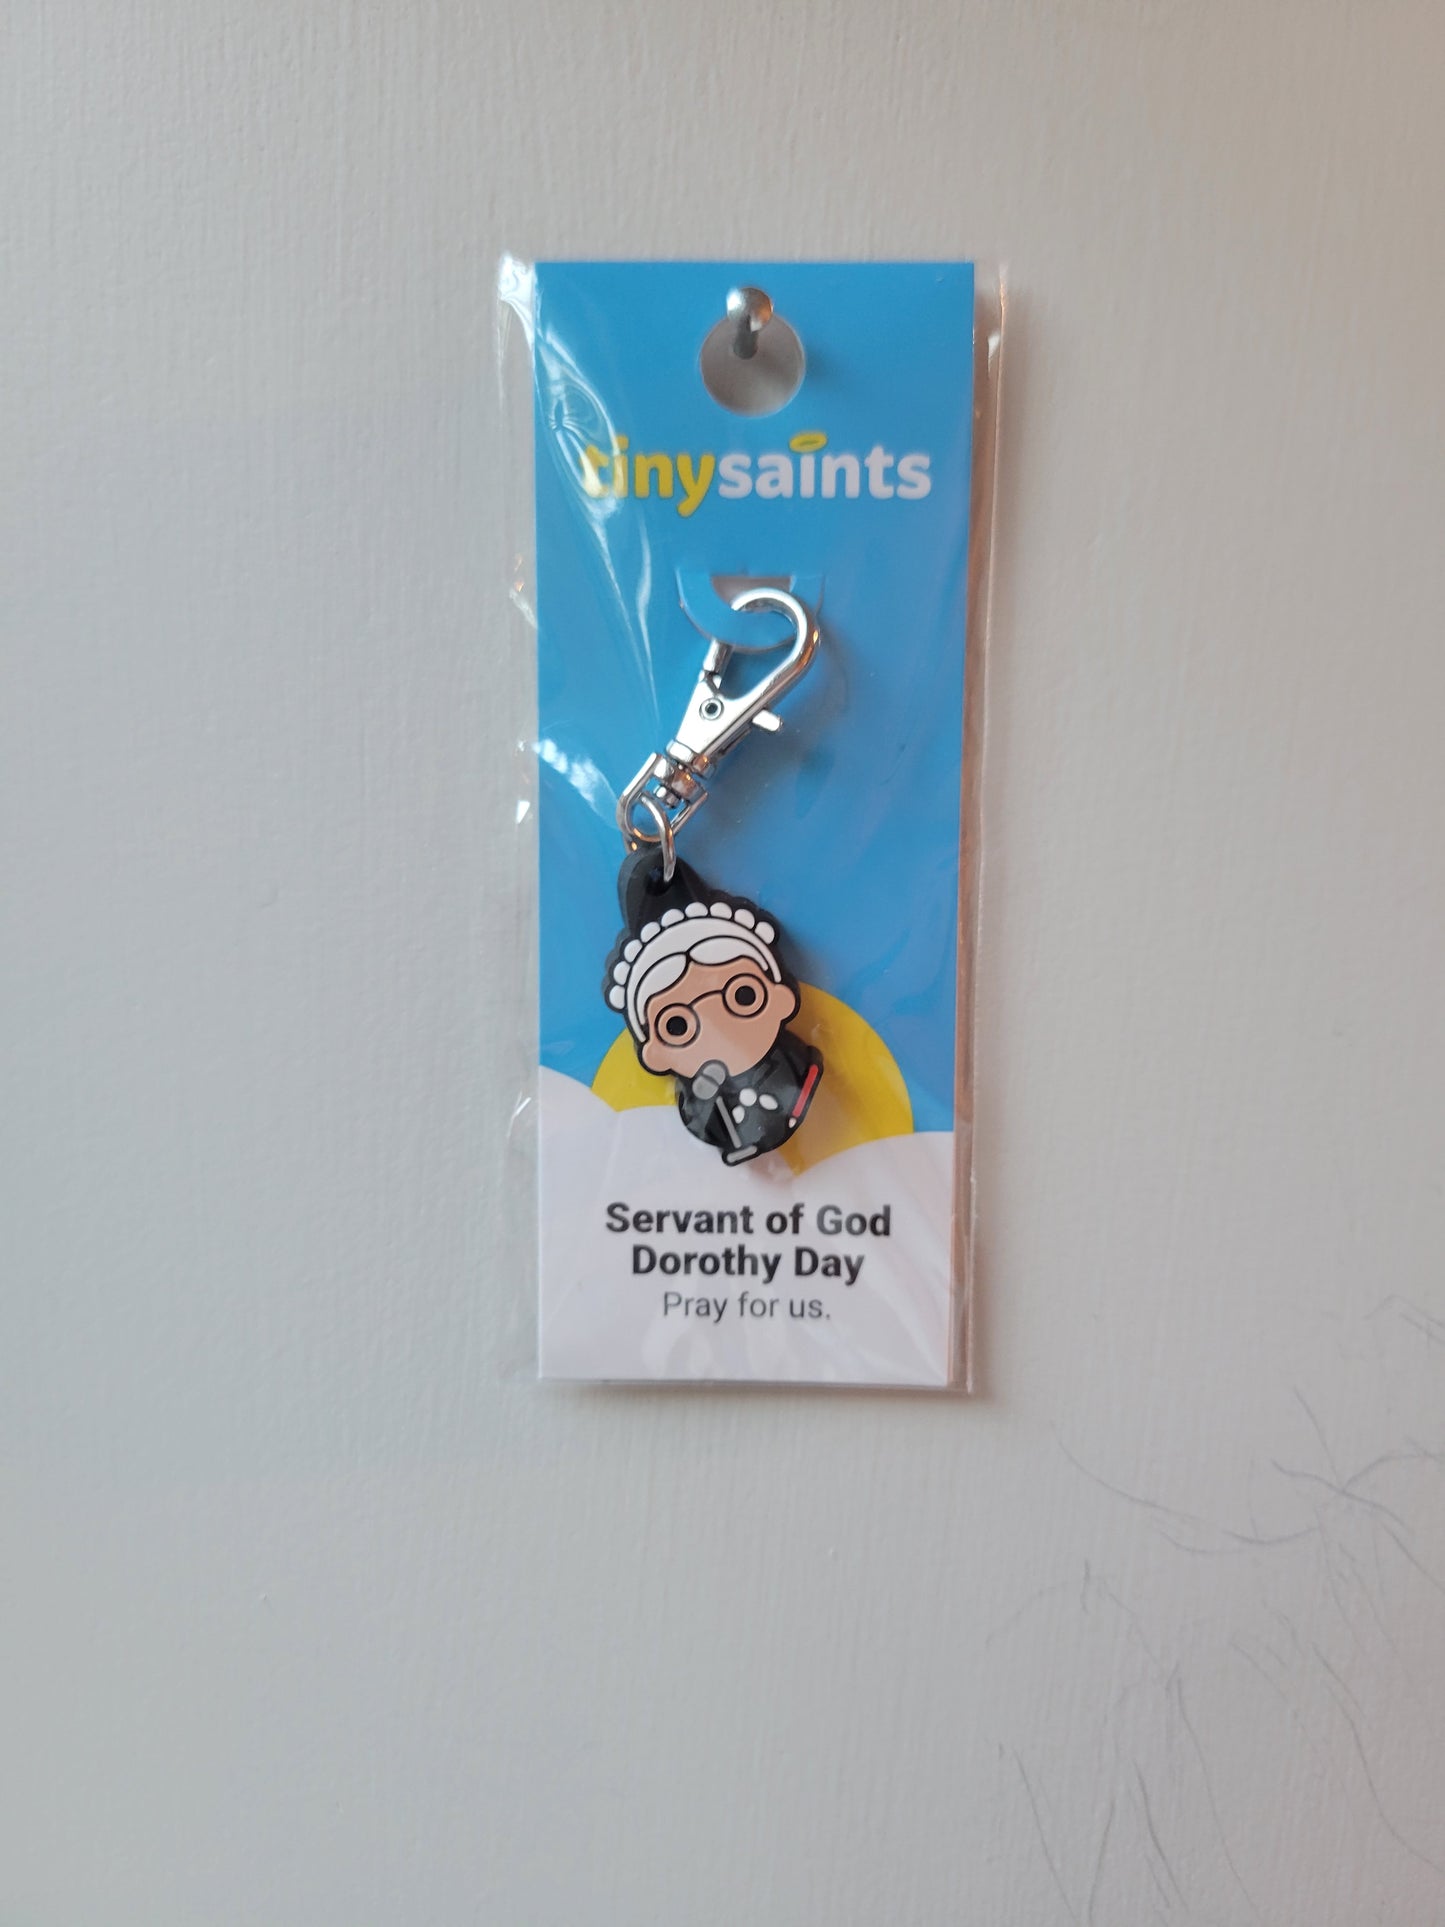 tinysaints
Servant of God
Dorothy Day
Pray for us.